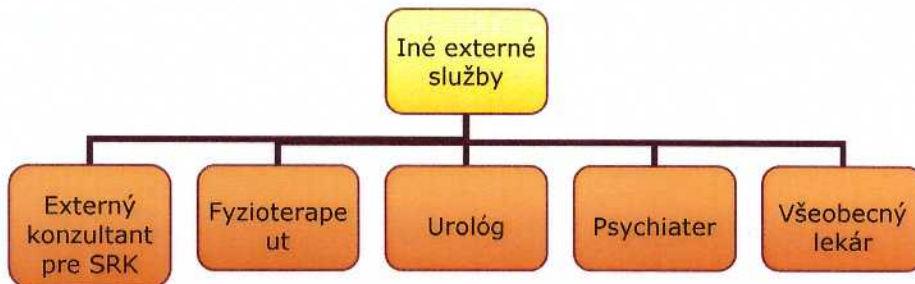 Iné externé
služby
Externý
konzultant
pre SRK
Fyzioterape
ut
Urológ
Psychiater
Všeobecný
lekár